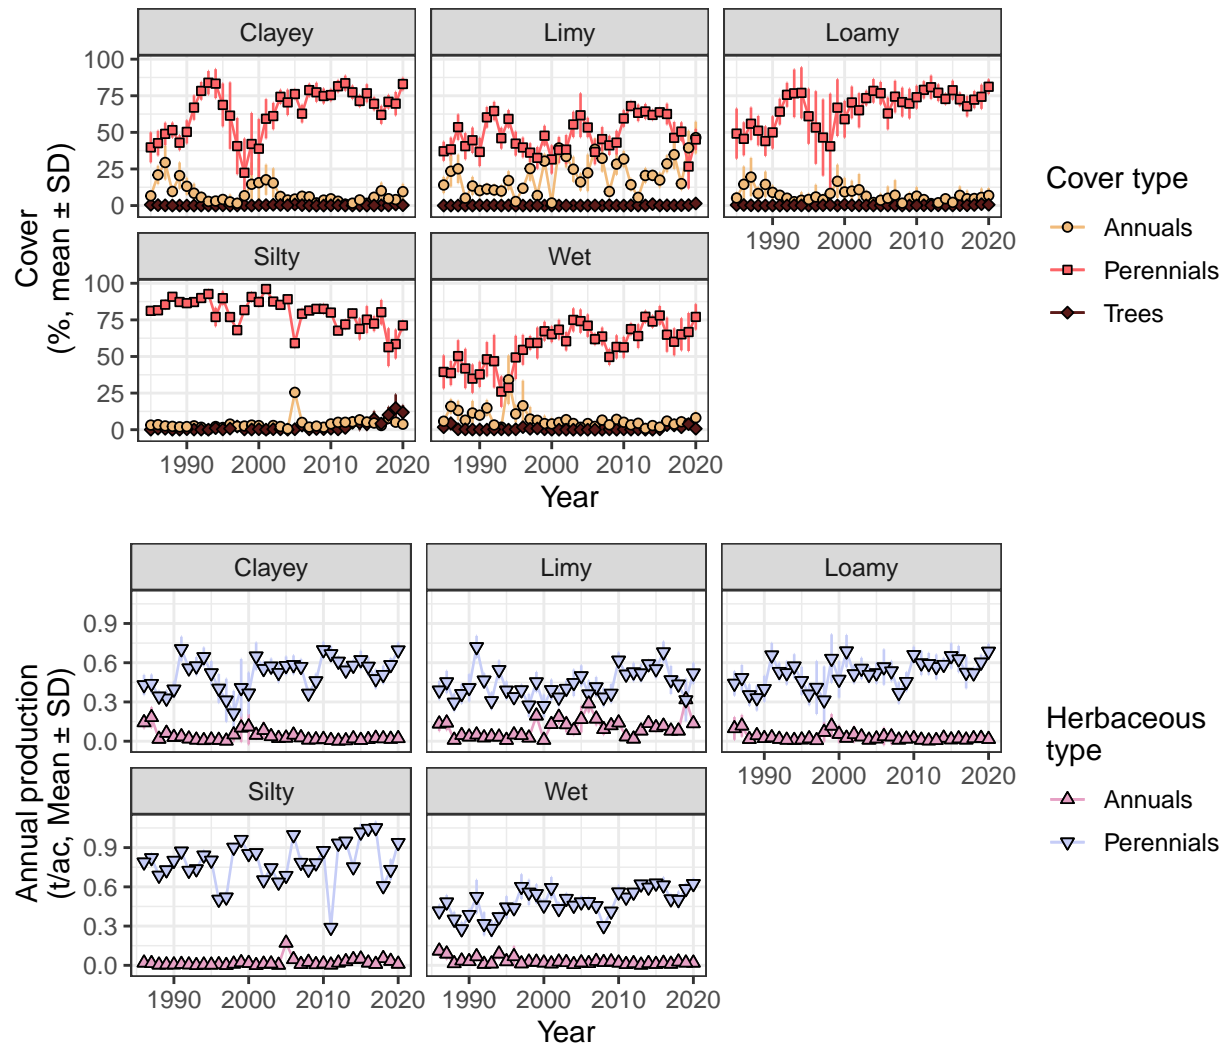 Clayey
Limy
Loamy
100
75
50
25
0
Silty
Wet
1990
2000
2010
2020
100
75
50
25
0
1990
2000
2010
2020
1990
2000
2010
2020
Year
Cover
(%, mean ± SD)
Cover type
Annuals
Perennials
Trees
Clayey
Limy
Loamy
0.9
0.6
0.3
0.0
Silty
Wet
1990
2000
2010
2020
0.9
0.6
0.3
0.0
1990
2000
2010
2020
1990
2000
2010
2020
Year
Annual production
(t/ac, Mean ± SD)
Herbaceous
type
Annuals
Perennials